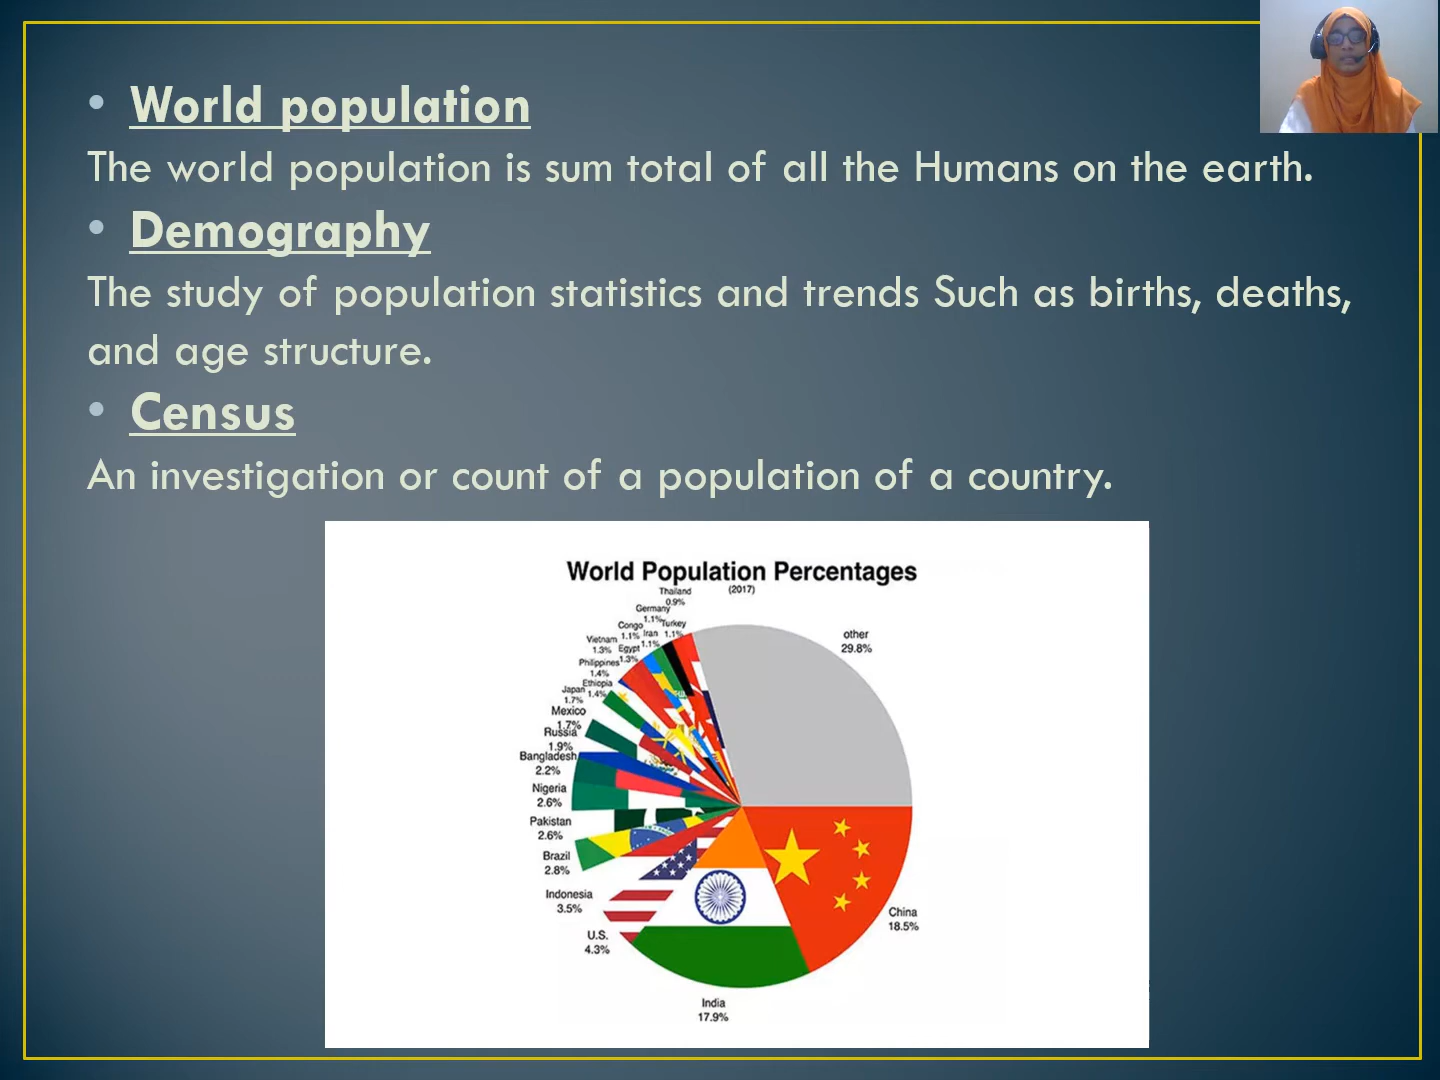 • World population
The world population is sum total of all the Humans on the earth.
• Demography
The study of population statistics and trends Such as births, deaths,
and age structure.
• Census
An investigation or count of a population of a country.
World Population Percentages
(2017)
Thailand
0.9%
Germany
1.1%
Turkey
1.1%
Congo
1.1%
Iran
1.1%
Vietnam
1.3%
Egypt
1.3%
Philippines
1.4%
Ethiopia
1.4%
Japan
1.7%
Mexico
1.7%
Russia
1.9%
Bangladesh
2.2%
Nigeria
2.6%
Pakistan
2.6%
Brazil
2.8%
Indonesia
3.5%
U.S.
4.3%
India
17.9%
China
18.5%
other
29.8%